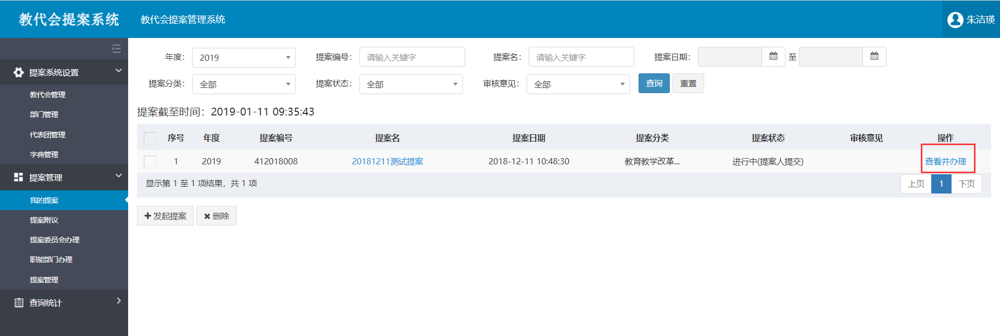 教代会提案系统
教代会提案管理系统
朱洁瑛
提案系统设置
教代会管理
部门管理
代表团管理
字典管理
提案管理
我的提案
提案附议
提案委员会办理
职能部门办理
提案管理
查询统计
年度： 2019 提案编号： 请输入关键字 提案名： 请输入关键字 提案日期： 至
提案分类： 全部 提案状态： 全部 审核意见： 全部 查询 重置
提案截至时间：2019-01-11 09:35:43
序号 年度 提案编号 提案名 提案日期 提案分类 提案状态 审核意见 操作
1 2019 412018008 20181211测试提案 2018-12-11 10:48:30 教育教学改革... 进行中(提案人提交) 查看并办理
显示第 1 至 1 项结果，共 1 项 上页 1 下页
发起提案 删除